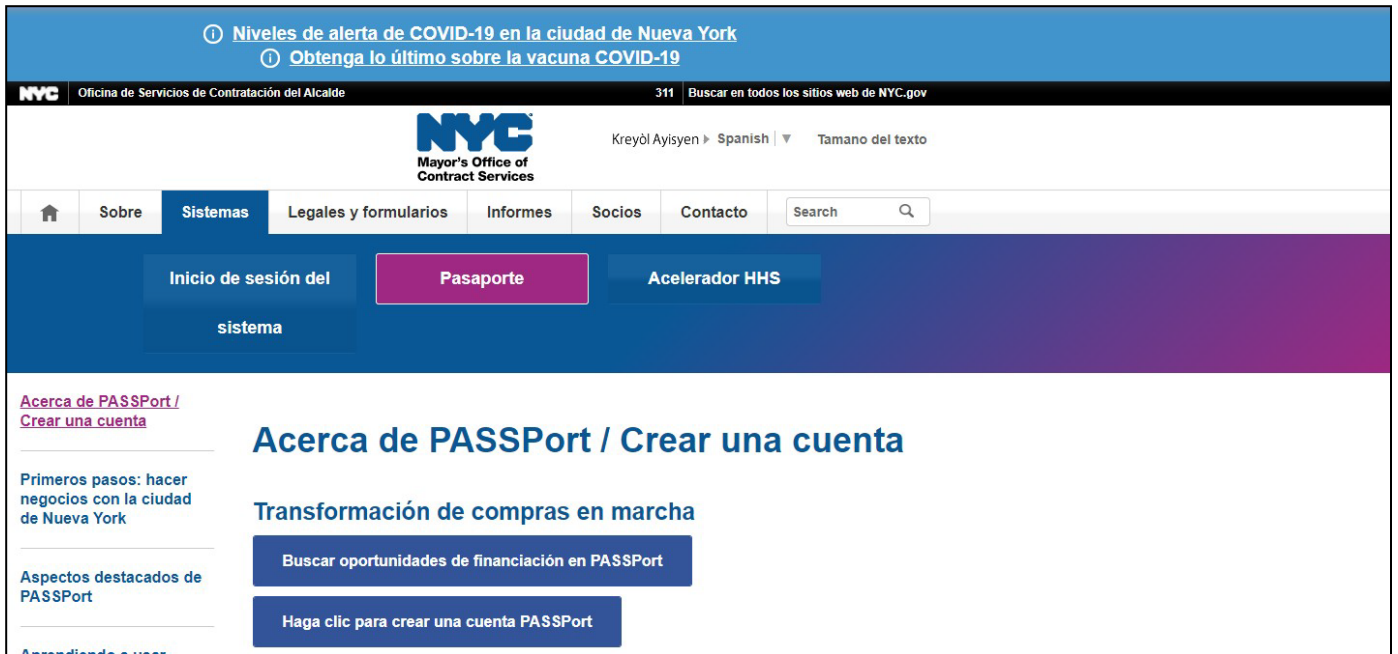 Niveles de alerta de COVID-19 en la ciudad de Nueva York
Obtenga lo último sobre la vacuna COVID-19
NYC Oficina de Servicios de Contratación del Alcalde 311 Buscar en todos los sitios web de NYC.gov
NYC
Mayor's Office of
Contract Services
Kreyòl Ayisyen Spanish Tamano del texto
Sobre Sistemas Legales y formularios Informes Socios Contacto Search
Inicio de sesión del
sistema
Pasaporte
Acelerador HHS
Acerca de PASSPort /
Crear una cuenta
Primeros pasos: hacer
negocios con la ciudad
de Nueva York
Aspectos destacados de
PASSPort
Acerca de PASSPort / Crear una cuenta
Transformación de compras en marcha
Buscar oportunidades de financiación en PASSPort
Haga clic para crear una cuenta PASSPort